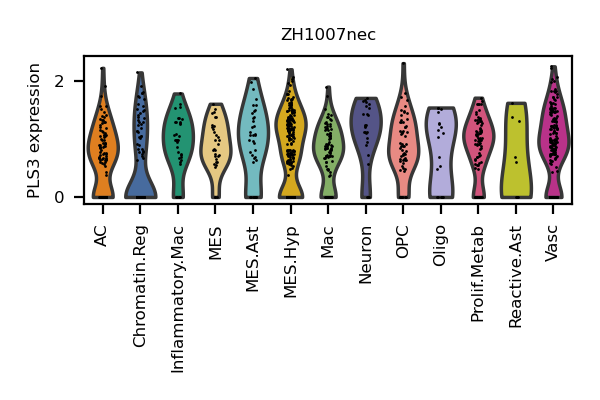 ZH1007nec
PLS3 expression
2
0
AC
Chromatin.Reg
Inflammatory.Mac
MES
MES.Ast
MES.Hyp
Mac
Neuron
OPC
Oligo
Prolif.Metab
Reactive.Ast
Vasc